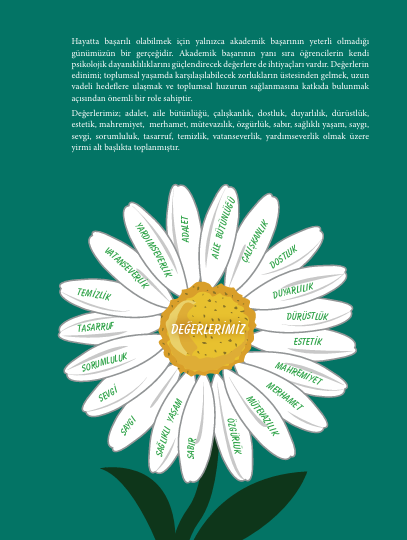 Hayatta başarılı olabilmek için yalnızca akademik başarının yeterli olmadığı
günümüzün bir gerçeğidir. Akademik başarının yanı sıra öğrencilerin kendi
psikolojik dayanıklılıklarını güçlendirecek değerlere de ihtiyaçları vardır. Değerlerin
edinimi; toplumsal yaşamda karşılaşılabilecek zorlukların üstesinden gelmek, uzun
vadeli hedeflere ulaşmak ve toplumsal huzurun sağlanmasına katkıda bulunmak
açısından önemli bir role sahiptir.
Değerlerimiz; adalet, aile bütünlüğü, çalışkanlık, dostluk, duyarlılık, dürüstlük,
estetik, mahremiyet, merhamet, mütevazılık, özgürlük, sabır, sağlıklı yaşam, saygı,
sevgi, sorumluluk, tasarruf, temizlik, vatanseverlik, yardımseverlik olmak üzere
yirmi alt başlıkta toplanmıştır.
ADALET
AİLE BÜTÜNLÜĞÜ
ÇALIŞKANLIK
DOSTLUK
DUYARLILIK
DÜRÜSTLÜK
ESTETİK
MAHREMİYET
MERHAMET
MÜTEVAZILIK
ÖZGÜRLÜK
SABIR
SAĞLIKLI YAŞAM
SAYGI
SEVGİ
SORUMLULUK
TASARRUF
TEMİZLİK
VATANSEVERLİK
YARDIMSEVERLİK
DEĞERLERİMİZ